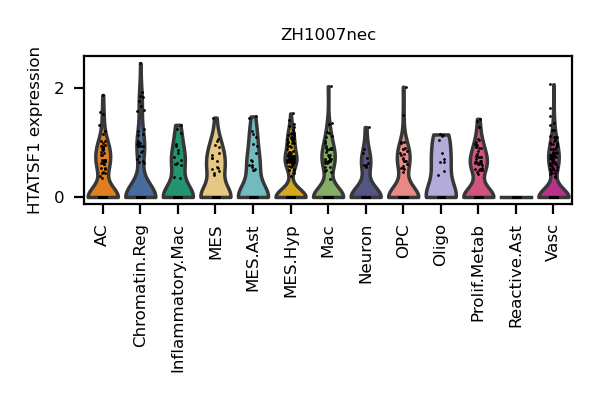 ZH1007nec
HTATSF1 expression
2
0
AC
Chromatin.Reg
Inflammatory.Mac
MES
MES.Ast
MES.Hyp
Mac
Neuron
OPC
Oligo
Prolif.Metab
Reactive.Ast
Vasc